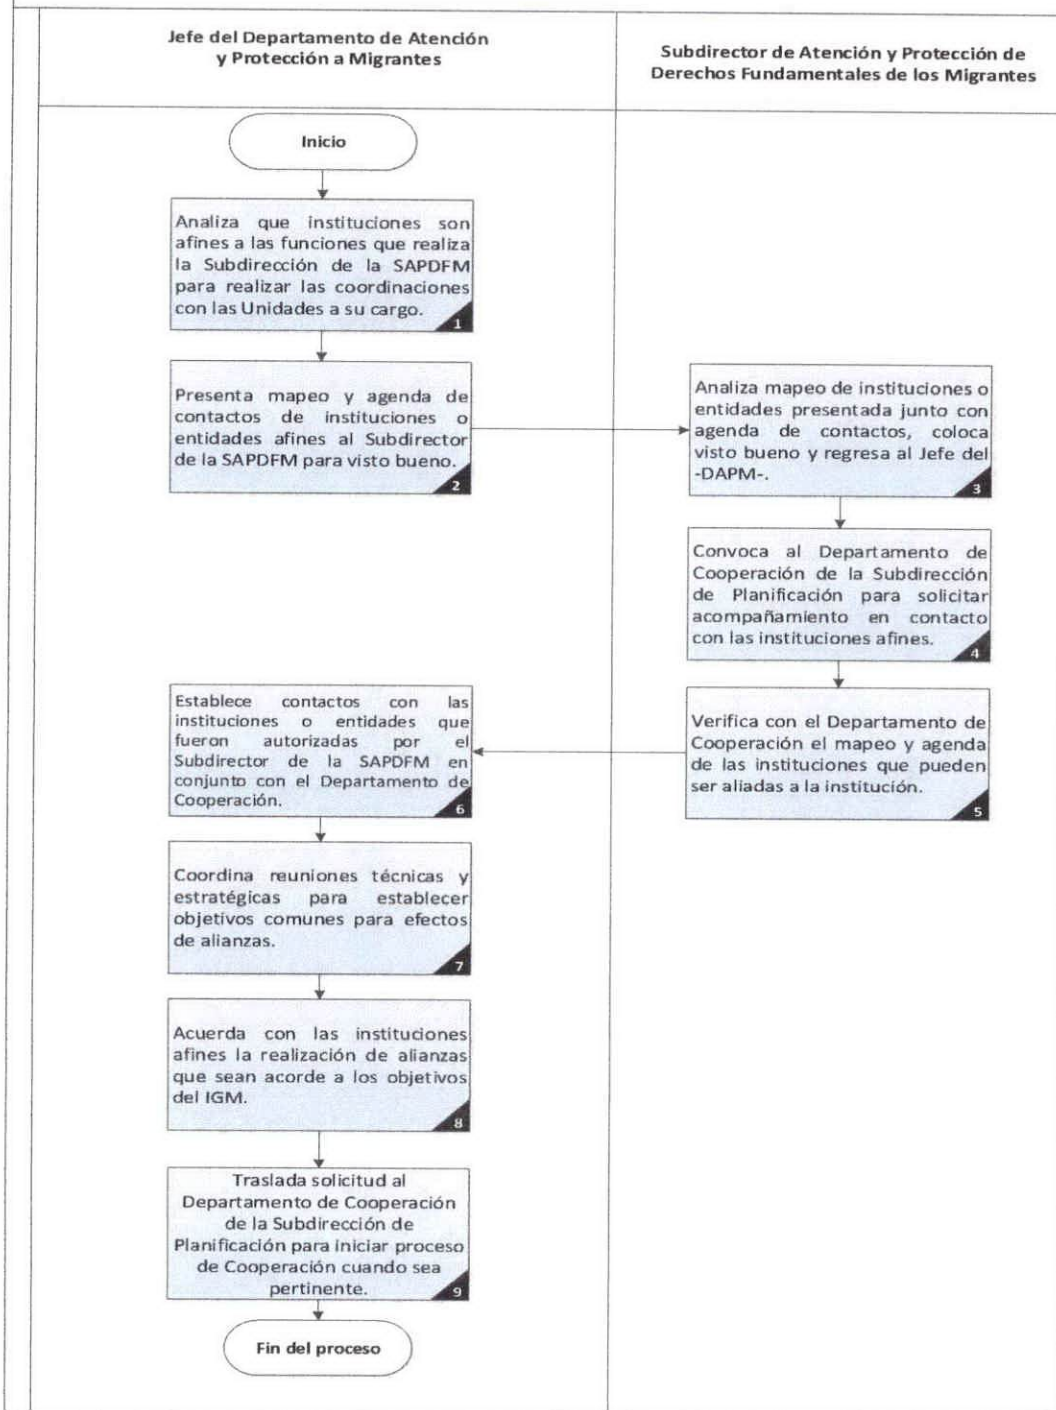 Jefe del Departamento de Atención
y Protección a Migrantes
Subdirector de Atención y Protección de
Derechos Fundamentales de los Migrantes
Inicio
Analiza que instituciones son
afines a las funciones que realiza
la Subdirección de la SAPDFM
para realizar las coordinaciones
con las Unidades a su cargo.
1
Presenta mapeo y agenda de
contactos de instituciones o
entidades afines al Subdirector
de la SAPDFM para visto bueno.
2
Analiza mapeo de instituciones o
entidades presentada junto con
agenda de contactos, coloca
visto bueno y regresa al Jefe del
-DAPM-.
3
Convoca al Departamento de
Cooperación de la Subdirección
de Planificación para solicitar
acompañamiento en contacto
con las instituciones afines.
4
Verifica con el Departamento de
Cooperación el mapeo y agenda
de las instituciones que pueden
ser aliadas a la institución.
5
Establece contactos con las
instituciones o entidades que
fueron autorizadas por el
Subdirector de la SAPDFM en
conjunto con el Departamento de
Cooperación.
6
Coordina reuniones técnicas y
estratégicas para establecer
objetivos comunes para efectos
de alianzas.
7
Acuerda con las instituciones
afines la realización de alianzas
que sean acorde a los objetivos
del IGM.
8
Traslada solicitud al
Departamento de Cooperación
de la Subdirección de
Planificación para iniciar proceso
de Cooperación cuando sea
pertinente.
9
Fin del proceso